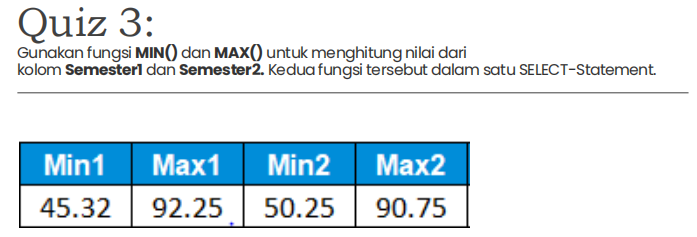 Quiz 3:
Gunakan fungsi MIN() dan MAX() untuk menghitung nilai dari
kolom Semester1 dan Semester2. Kedua fungsi tersebut dalam satu SELECT-Statement.
Min1 Max1 Min2 Max2
45.32 92.25 50.25 90.75